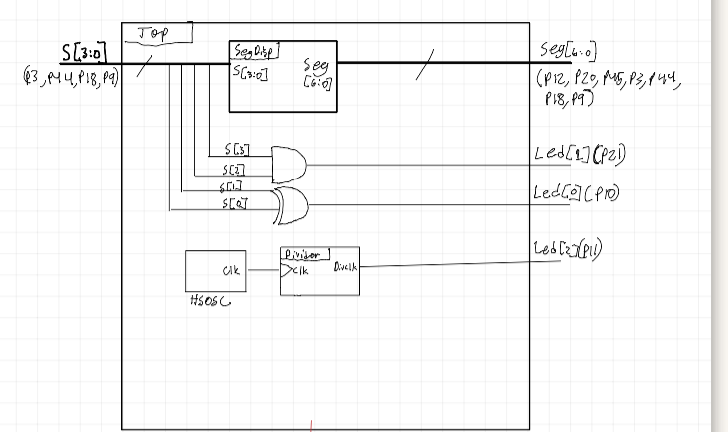 Top
S[3:0]
(P3, P44, P18, P9)
SegDisp
S[3:0]
Seg
[6:0]
Seg[6:0]
(P12, P20, P45, P3, P44,
P18, P9)
S[3]
S[2]
S[1]
S[0]
Led[1](P21)
Led[0](P10)
Led[2](P11)
Clk
HSOSC
Divider
Clk
Divclk